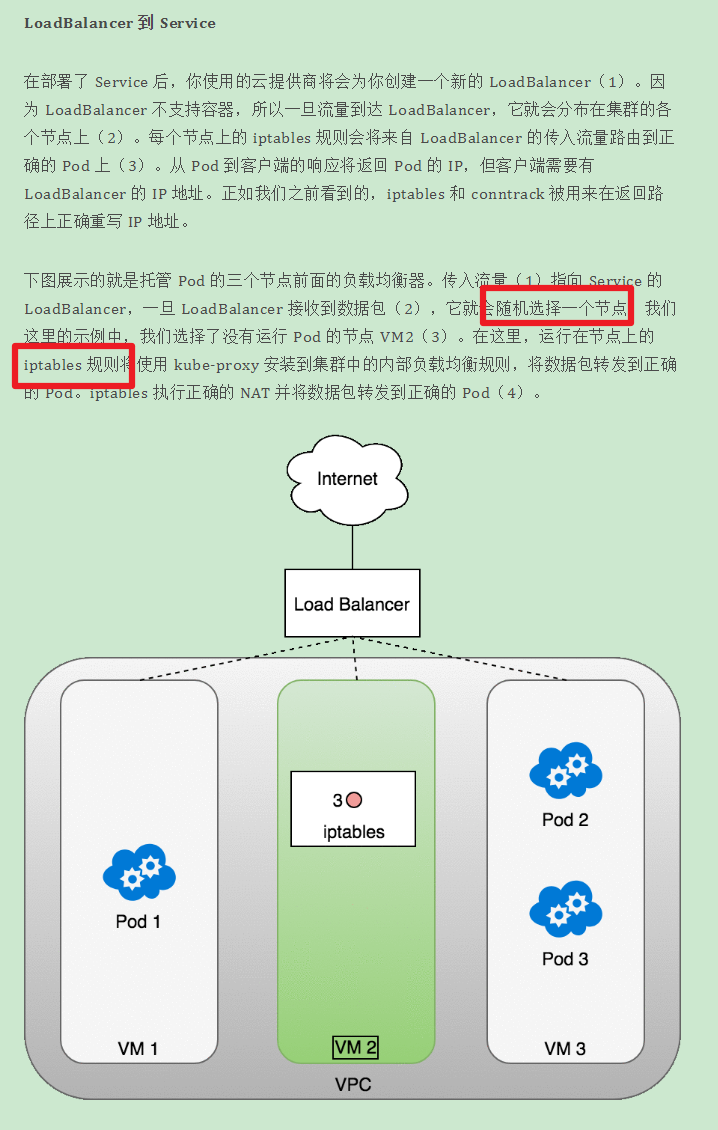 LoadBalancer 到 Service
在部署了 Service 后，你使用的云提供商将会为你创建一个新的 LoadBalancer（1）。因
为 LoadBalancer 不支持容器，所以一旦流量到达 LoadBalancer，它就会分布在集群的各
个节点上（2）。每个节点上的 iptables 规则会将来自 LoadBalancer 的传入流量路由到正
确的 Pod 上（3）。从 Pod 到客户端的响应将返回 Pod 的 IP，但客户端需要有
LoadBalancer 的 IP 地址。正如我们之前看到的，iptables 和 conntrack 被用来在返回路
径上正确重写 IP 地址。
下图展示的就是托管 Pod 的三个节点前面的负载均衡器。传入流量（1）指向 Service 的
LoadBalancer，一旦 LoadBalancer 接收到数据包（2），它就会随机选择一个节点 我们
这里的示例中，我们选择了没有运行 Pod 的节点 VM2（3）。在这里，运行在节点上的
iptables 规则将使用 kube-proxy 安装到集群中的内部负载均衡规则，将数据包转发到正确
的 Pod。iptables 执行正确的 NAT 并将数据包转发到正确的 Pod（4）。
Internet
Load Balancer
3
iptables
Pod 1
Pod 2
Pod 3
VM 1
VM 2
VM 3
VPC